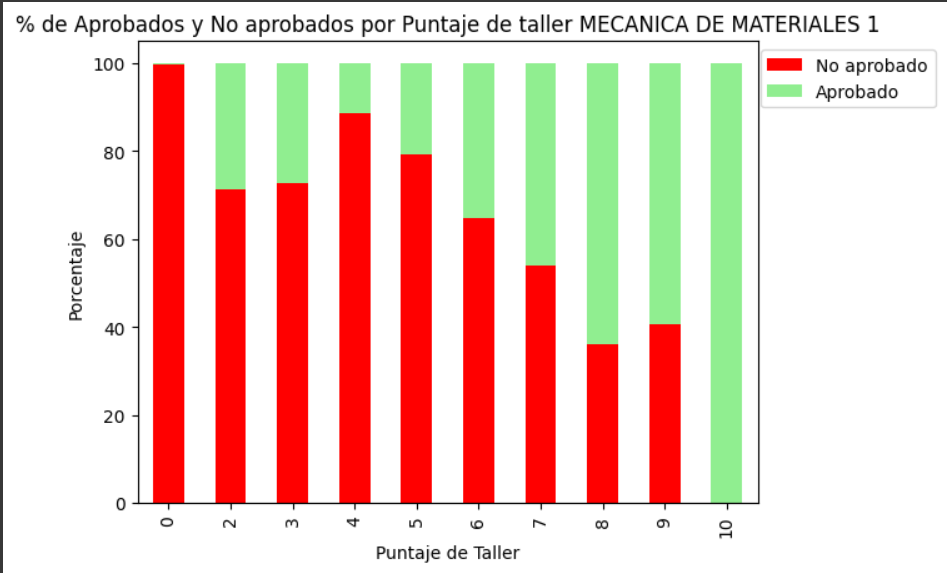 % de Aprobados y No aprobados por Puntaje de taller MECANICA DE MATERIALES 1
No aprobado
Aprobado
100
80
60
40
20
0
Porcentaje
0 2 3 4 5 6 7 8 9 10
Puntaje de Taller